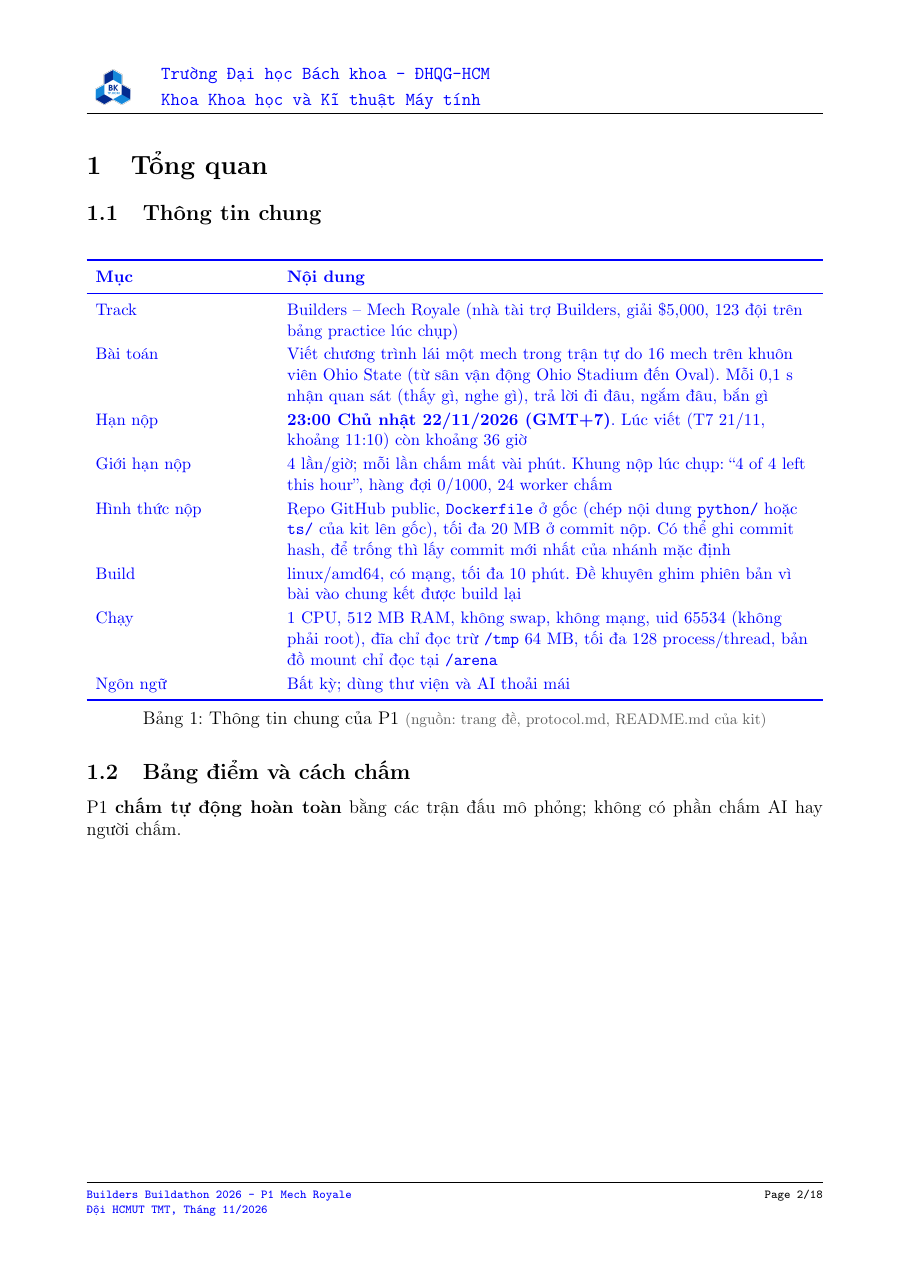 BK
Trường Đại học Bách khoa - ĐHQG-HCM
Khoa Khoa học và Kĩ thuật Máy tính
1 Tổng quan
1.1 Thông tin chung
Mục Nội dung
Track Builders – Mech Royale (nhà tài trợ Builders, giải $5,000, 123 đội trên
bảng practice lúc chụp)
Bài toán Viết chương trình lái một mech trong trận tự do 16 mech trên khuôn
viên Ohio State (từ sân vận động Ohio Stadium đến Oval). Mỗi 0,1 s
nhận quan sát (thấy gì, nghe gì), trả lời đi đâu, ngắm đâu, bắn gì
Hạn nộp 23:00 Chủ nhật 22/11/2026 (GMT+7). Lúc viết (T7 21/11,
khoảng 11:10) còn khoảng 36 giờ
Giới hạn nộp 4 lần/giờ; mỗi lần chấm mất vài phút. Khung nộp lúc chụp: “4 of 4 left
this hour”, hàng đợi 0/1000, 24 worker chấm
Hình thức nộp Repo GitHub public, Dockerfile ở gốc (chép nội dung python/ hoặc
ts/ của kit lên gốc), tối đa 20 MB ở commit nộp. Có thể ghi commit
hash, để trống thì lấy commit mới nhất của nhánh mặc định
Build linux/amd64, có mạng, tối đa 10 phút. Đề khuyên ghim phiên bản vì
bài vào chung kết được build lại
Chạy 1 CPU, 512 MB RAM, không swap, không mạng, uid 65534 (không
phải root), đĩa chỉ đọc trừ /tmp 64 MB, tối đa 128 process/thread, bản
đồ mount chỉ đọc tại /arena
Ngôn ngữ Bất kỳ; dùng thư viện và AI thoải mái
Bảng 1: Thông tin chung của P1 (nguồn: trang đề, protocol.md, README.md của kit)
1.2 Bảng điểm và cách chấm
P1 chấm tự động hoàn toàn bằng các trận đấu mô phỏng; không có phần chấm AI hay
người chấm.
Builders Buildathon 2026 - P1 Mech Royale Page 2/18
Đội HCMUT TMT, Tháng 11/2026